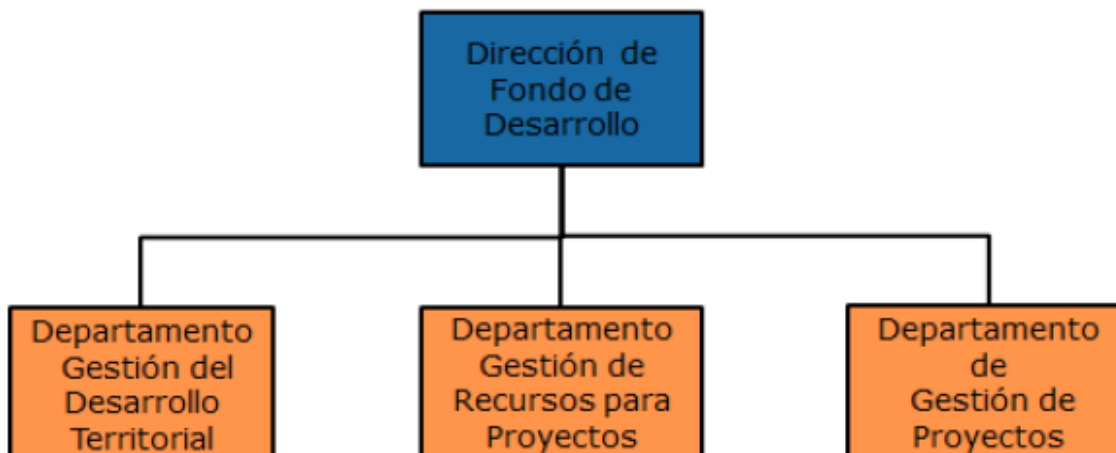 Dirección de
Fondo de
Desarrollo
Departamento
Gestión del
Desarrollo
Territorial
Departamento
Gestión de
Recursos para
Proyectos
Departamento
de
Gestión de
Proyectos